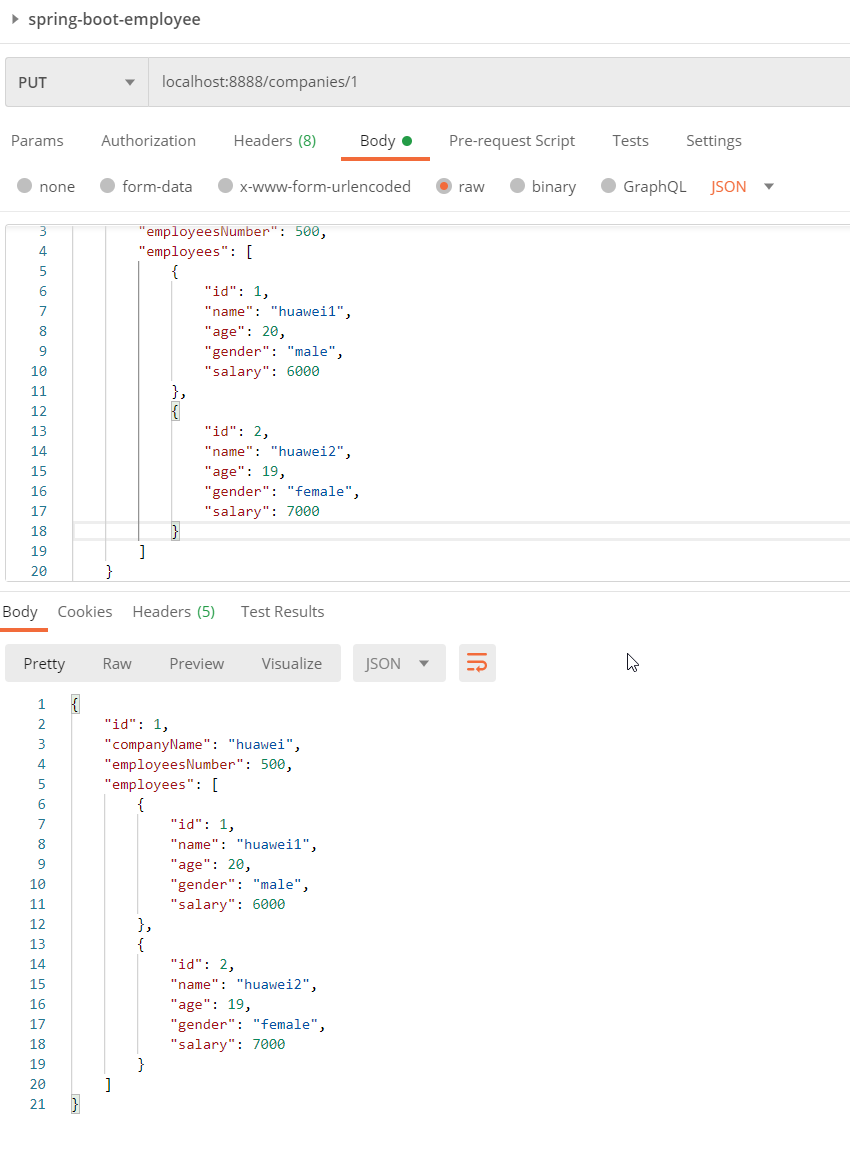 spring-boot-employee
PUT localhost:8888/companies/1
Params Authorization Headers (8) Body Pre-request Script Tests Settings
none form-data x-www-form-urlencoded raw binary GraphQL JSON
3 "employeesNumber": 500,
4 "employees": [
5 {
6 "id": 1,
7 "name": "huawei1",
8 "age": 20,
9 "gender": "male",
10 "salary": 6000
11 },
12 {
13 "id": 2,
14 "name": "huawei2",
15 "age": 19,
16 "gender": "female",
17 "salary": 7000
18 }
19 ]
20 }
Body Cookies Headers (5) Test Results
Pretty Raw Preview Visualize JSON
1 {
2 "id": 1,
3 "companyName": "huawei",
4 "employeesNumber": 500,
5 "employees": [
6 {
7 "id": 1,
8 "name": "huawei1",
9 "age": 20,
10 "gender": "male",
11 "salary": 6000
12 },
13 {
14 "id": 2,
15 "name": "huawei2",
16 "age": 19,
17 "gender": "female",
18 "salary": 7000
19 }
20 ]
21 }